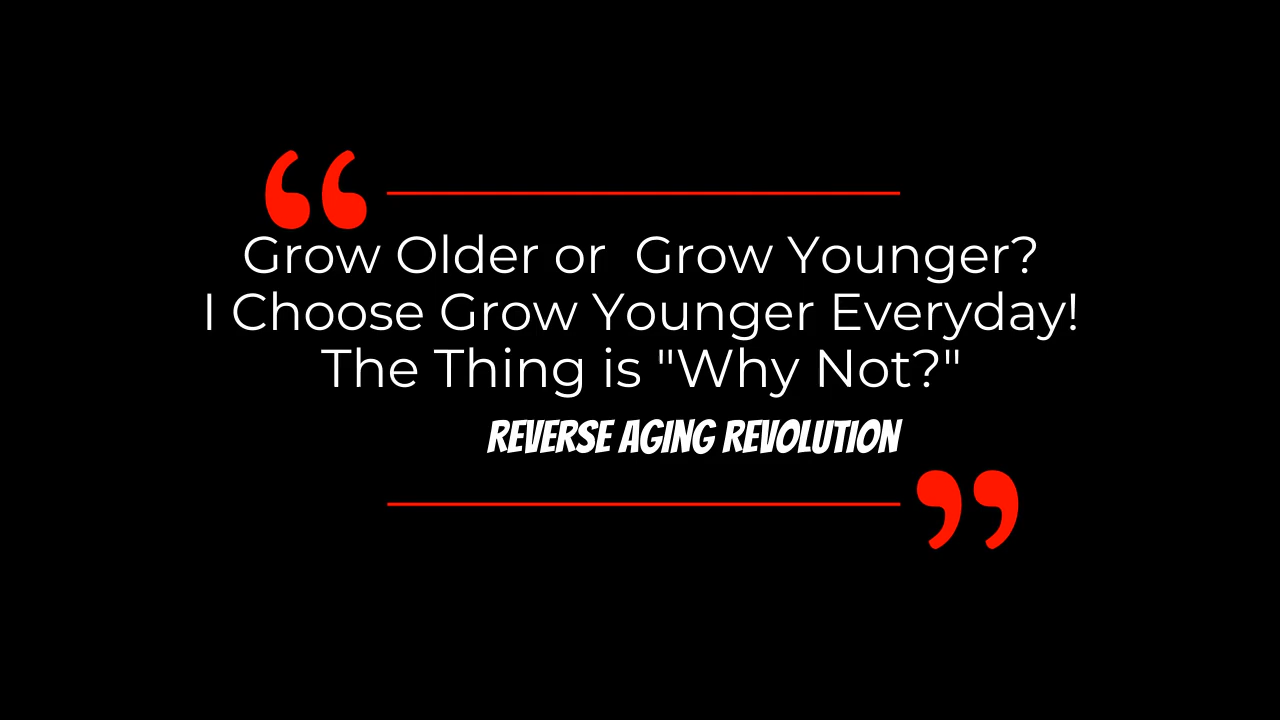 Grow Older or  Grow Younger?
I Choose Grow Younger Everyday!
The Thing is "Why Not?"
REVERSE AGING REVOLUTION